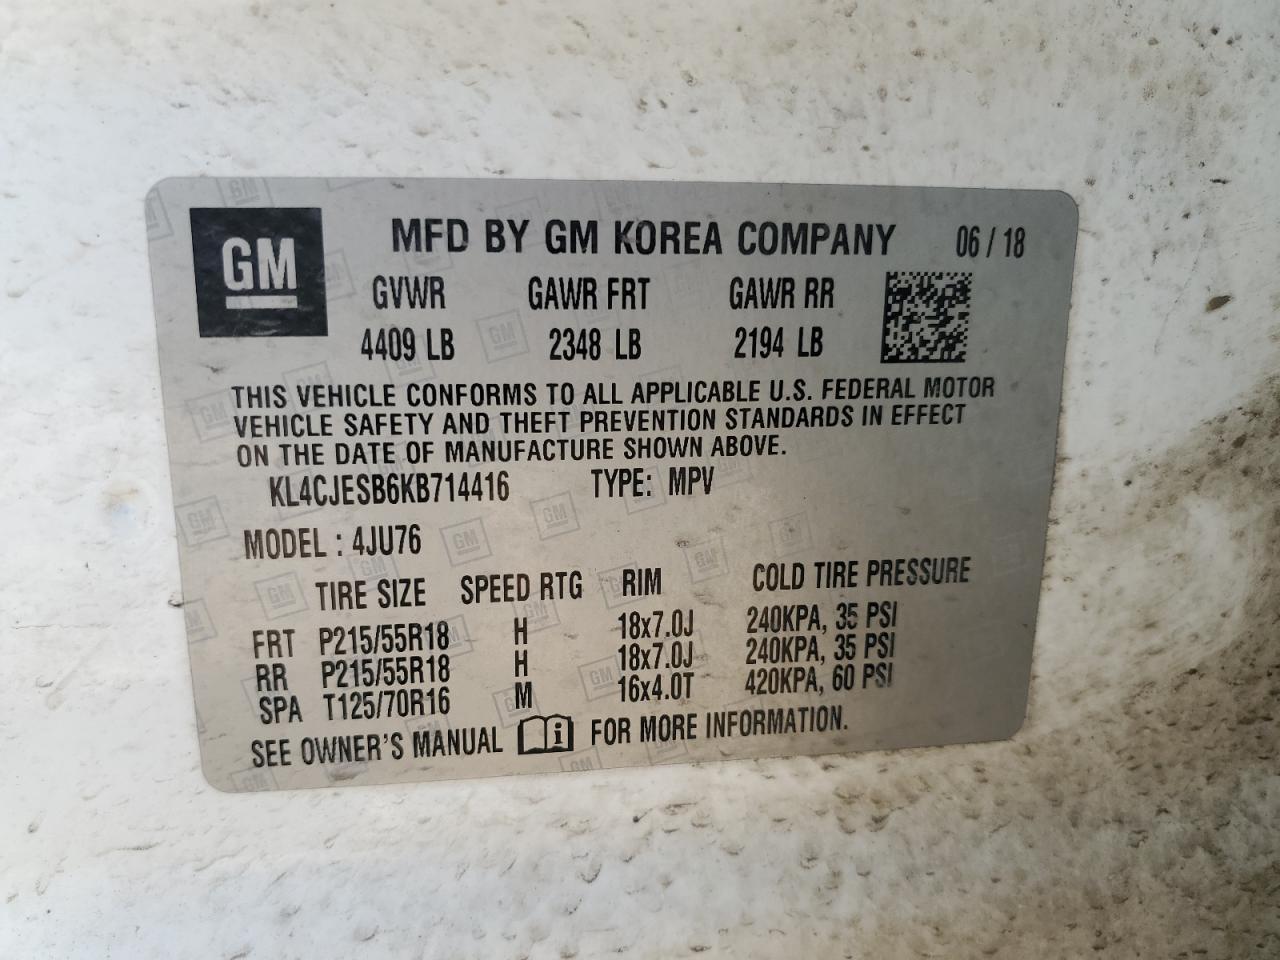 GM
MFD BY GM KOREA COMPANY 06 / 18
GVWR GAWR FRT GAWR RR
4409 LB 2348 LB 2194 LB
THIS VEHICLE CONFORMS TO ALL APPLICABLE U.S. FEDERAL MOTOR
VEHICLE SAFETY AND THEFT PREVENTION STANDARDS IN EFFECT
ON THE DATE OF MANUFACTURE SHOWN ABOVE.
KL4CJESB6KB714416 TYPE: MPV
MODEL : 4JU76
TIRE SIZE SPEED RTG RIM COLD TIRE PRESSURE
FRT P215/55R18 H 18x7.0J 240KPA, 35 PSI
RR P215/55R18 H 18x7.0J 240KPA, 35 PSI
SPA T125/70R16 M 16x4.0T 420KPA, 60 PSI
SEE OWNER'S MANUAL i FOR MORE INFORMATION.